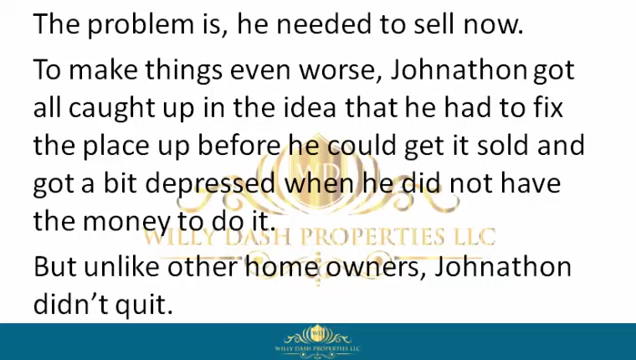 The problem is, he needed to sell now.
To make things even worse, Johnathon got
all caught up in the idea that he had to fix
the place up before he could get it sold and
got a bit depressed when he did not have
the money to do it.
WD
WILLY DASH PROPERTIES LLC
But unlike other home owners, Johnathon
didn't quit.
WD
WILLY DASH PROPERTIES LLC